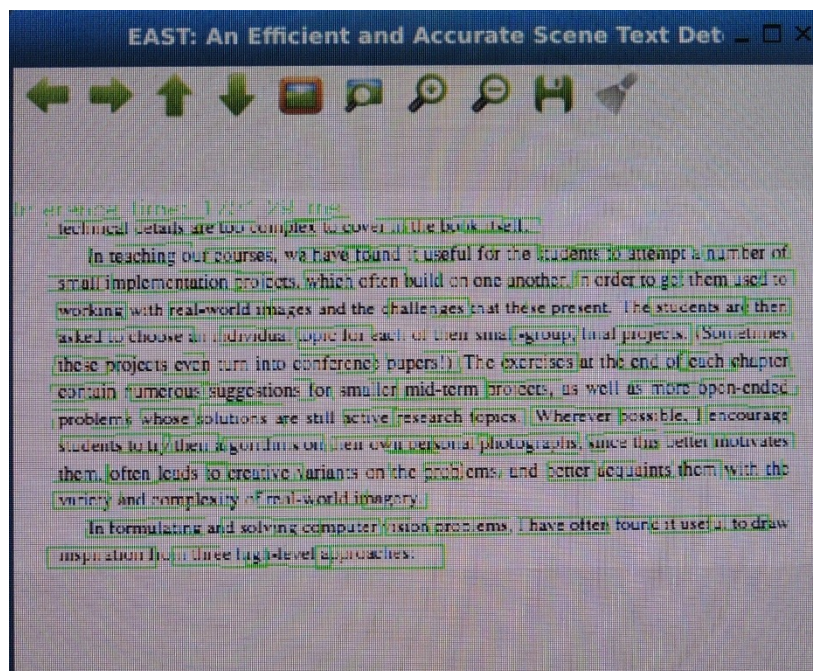 EAST: An Efficient and Accurate Scene Text Det
Inference time:
technical details are too complex to cover in the book itself.
In teaching our courses, we have found it useful for the students to attempt a number of
small implementation projects, which often build on one another, in order to get them used to
working with real-world images and the challenges that these present. The students are then
asked to choose an individual topic for each of their small-group, final projects. (Sometimes
these projects even turn into conference papers!) The exercises at the end of each chapter
contain numerous suggestions for smaller mid-term projects, as well as more open-ended
problems whose solutions are still active research topics. Wherever possible, I encourage
students to try their algorithms on their own personal photographs, since this better motivates
them, often leads to creative variants on the problems, and better acquaints them with the
variety and complexity of real-world imagery.
In formulating and solving computer vision problems, I have often found it useful to draw
inspiration from three high-level approaches: